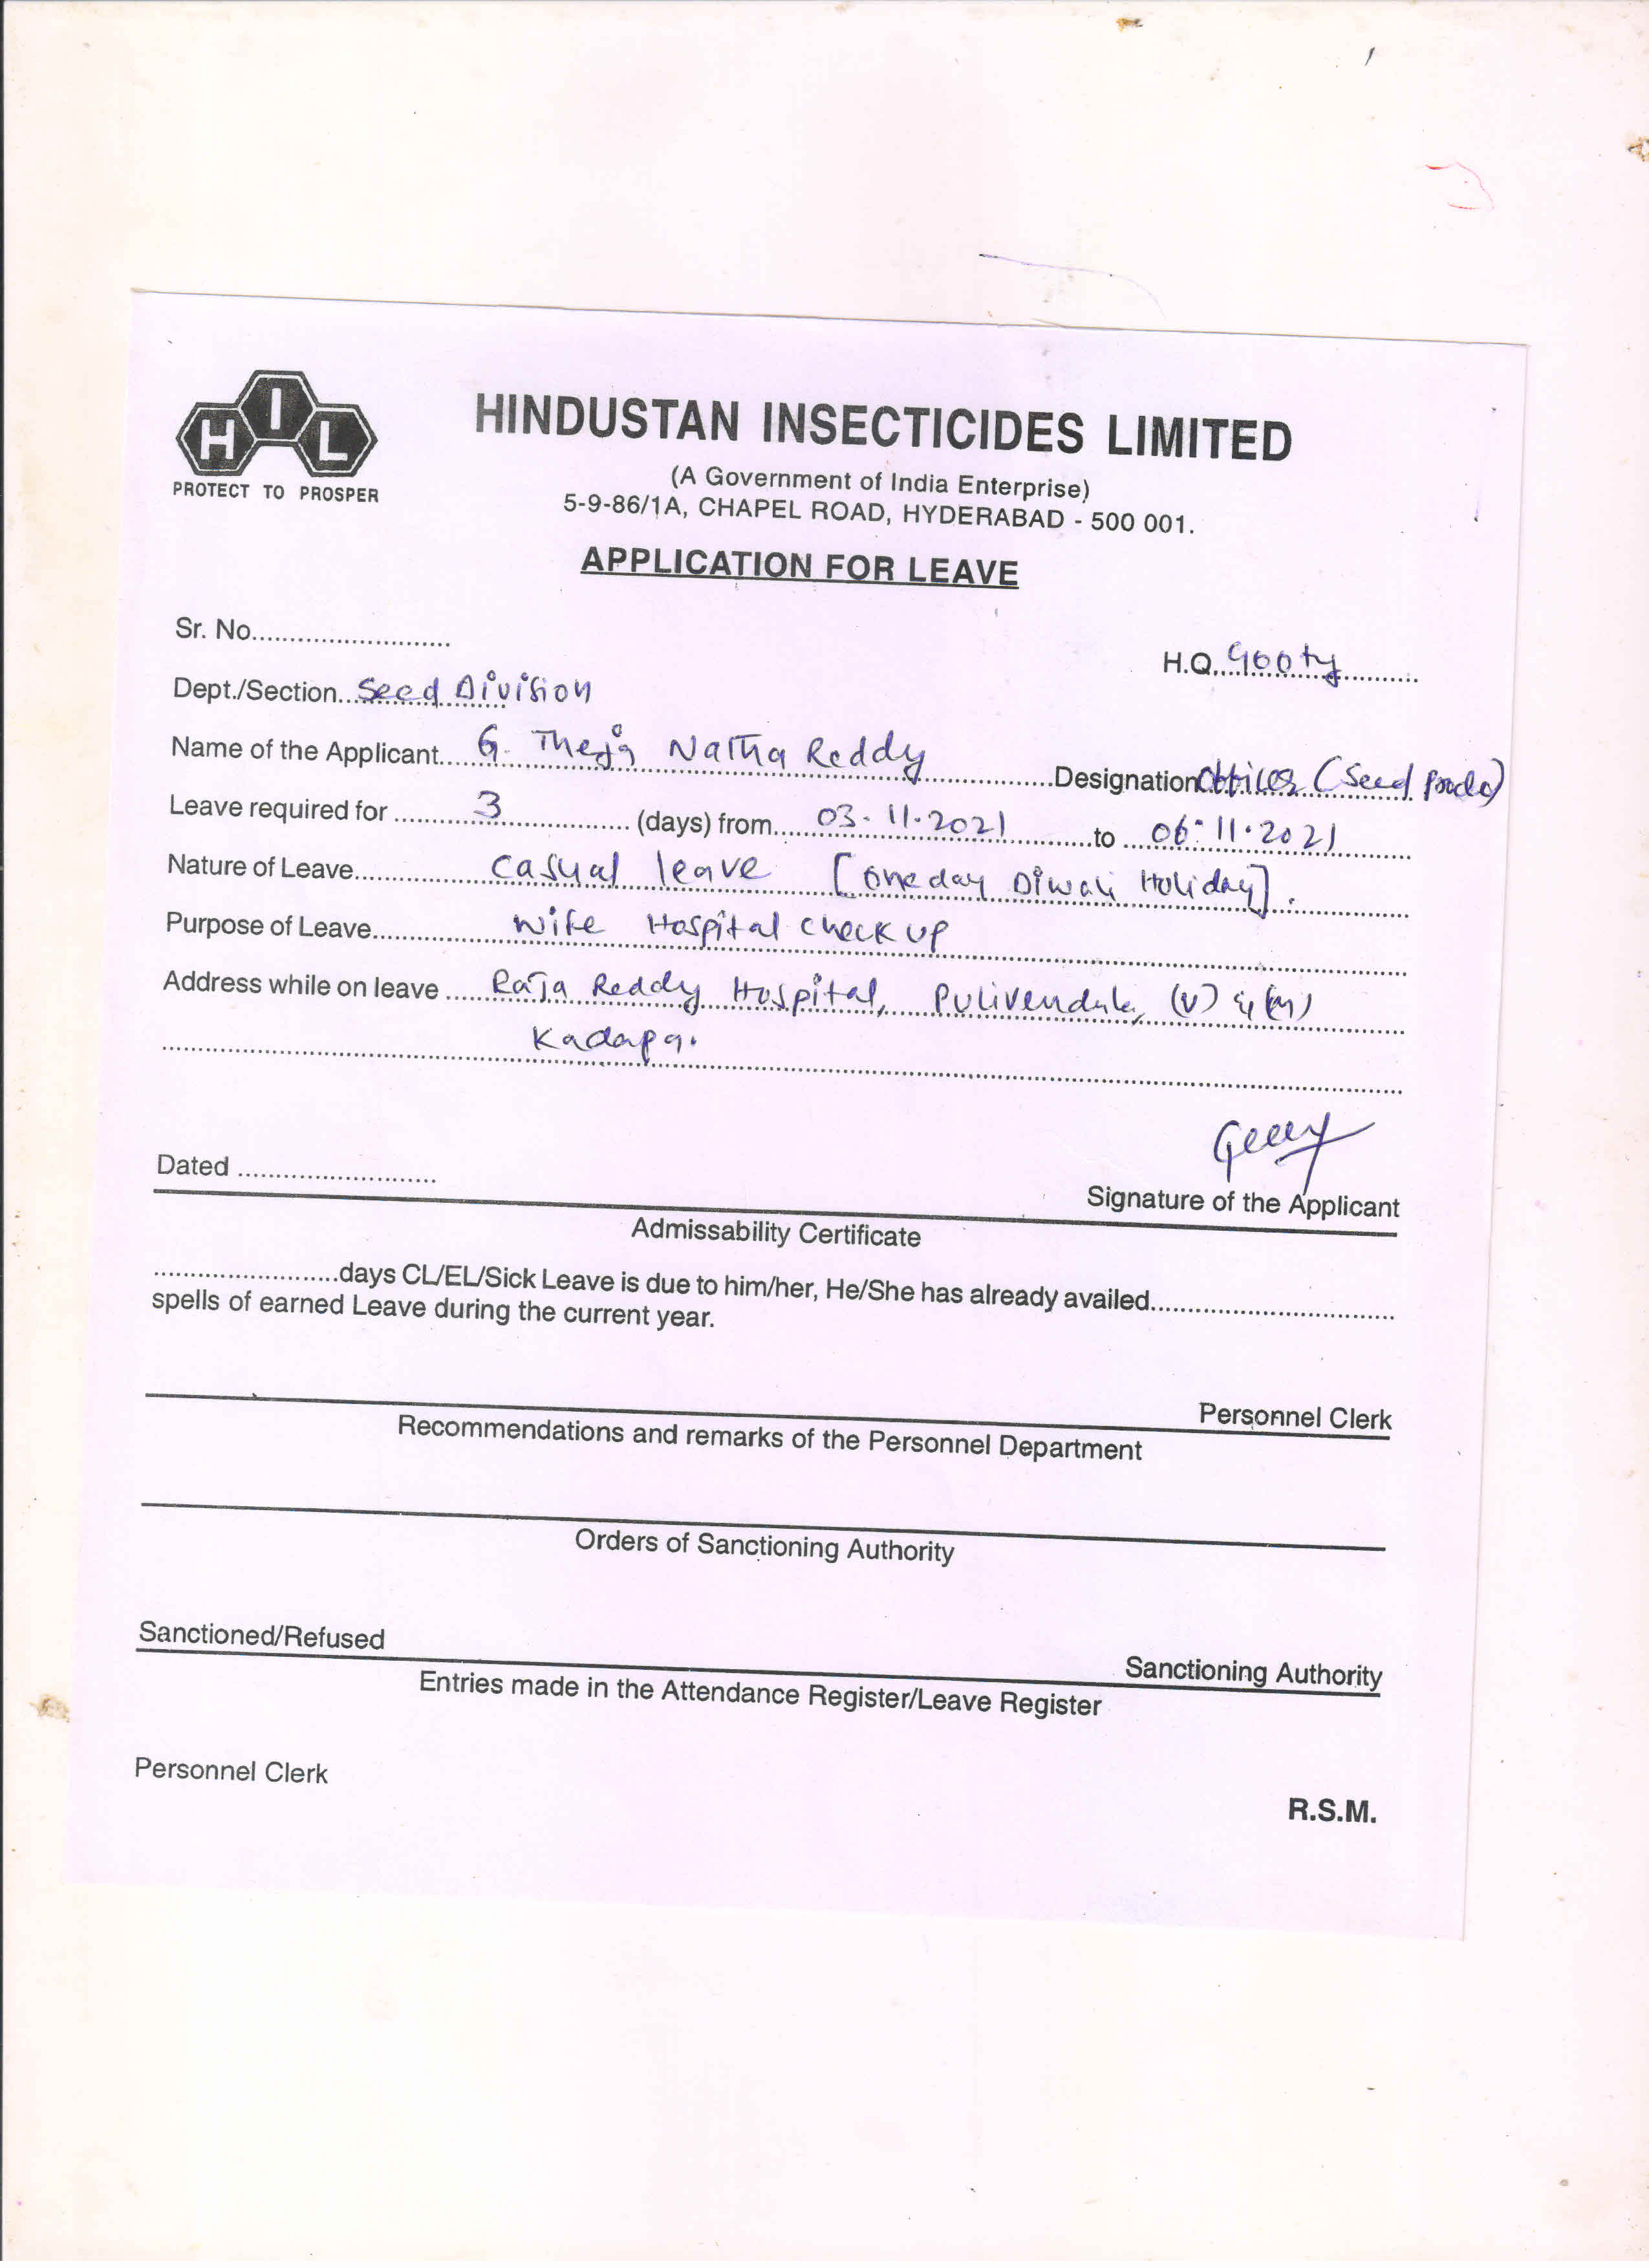 HIL
PROTECT TO PROSPER
HINDUSTAN INSECTICIDES LIMITED
(A Government of India Enterprise)
5-9-86/1A, CHAPEL ROAD, HYDERABAD - 500 001.
APPLICATION FOR LEAVE
Sr. No..........................
H.Q. Gooty
Dept./Section.. Seed Division
Name of the Applicant.... G. Theja Natha Reddy Designation Officer (Seed Prodo)
Leave required for .... 3 .... (days) from.... 03-11-2021 ....to .... 06-11-2021
Nature of Leave.... Casual leave [One day Diwali Holiday].
Purpose of Leave.... Wife Hospital check up
Address while on leave .... Raja Reddy Hospital, Pulivendula, (V) & (M)
Kadapa.
Dated ..........................
Signature of the Applicant
Admissability Certificate
.........................days CL/EL/Sick Leave is due to him/her, He/She has already availed.................................
spells of earned Leave during the current year.
Personnel Clerk
Recommendations and remarks of the Personnel Department
Orders of Sanctioning Authority
Sanctioned/Refused
Sanctioning Authority
Entries made in the Attendance Register/Leave Register
Personnel Clerk
R.S.M.